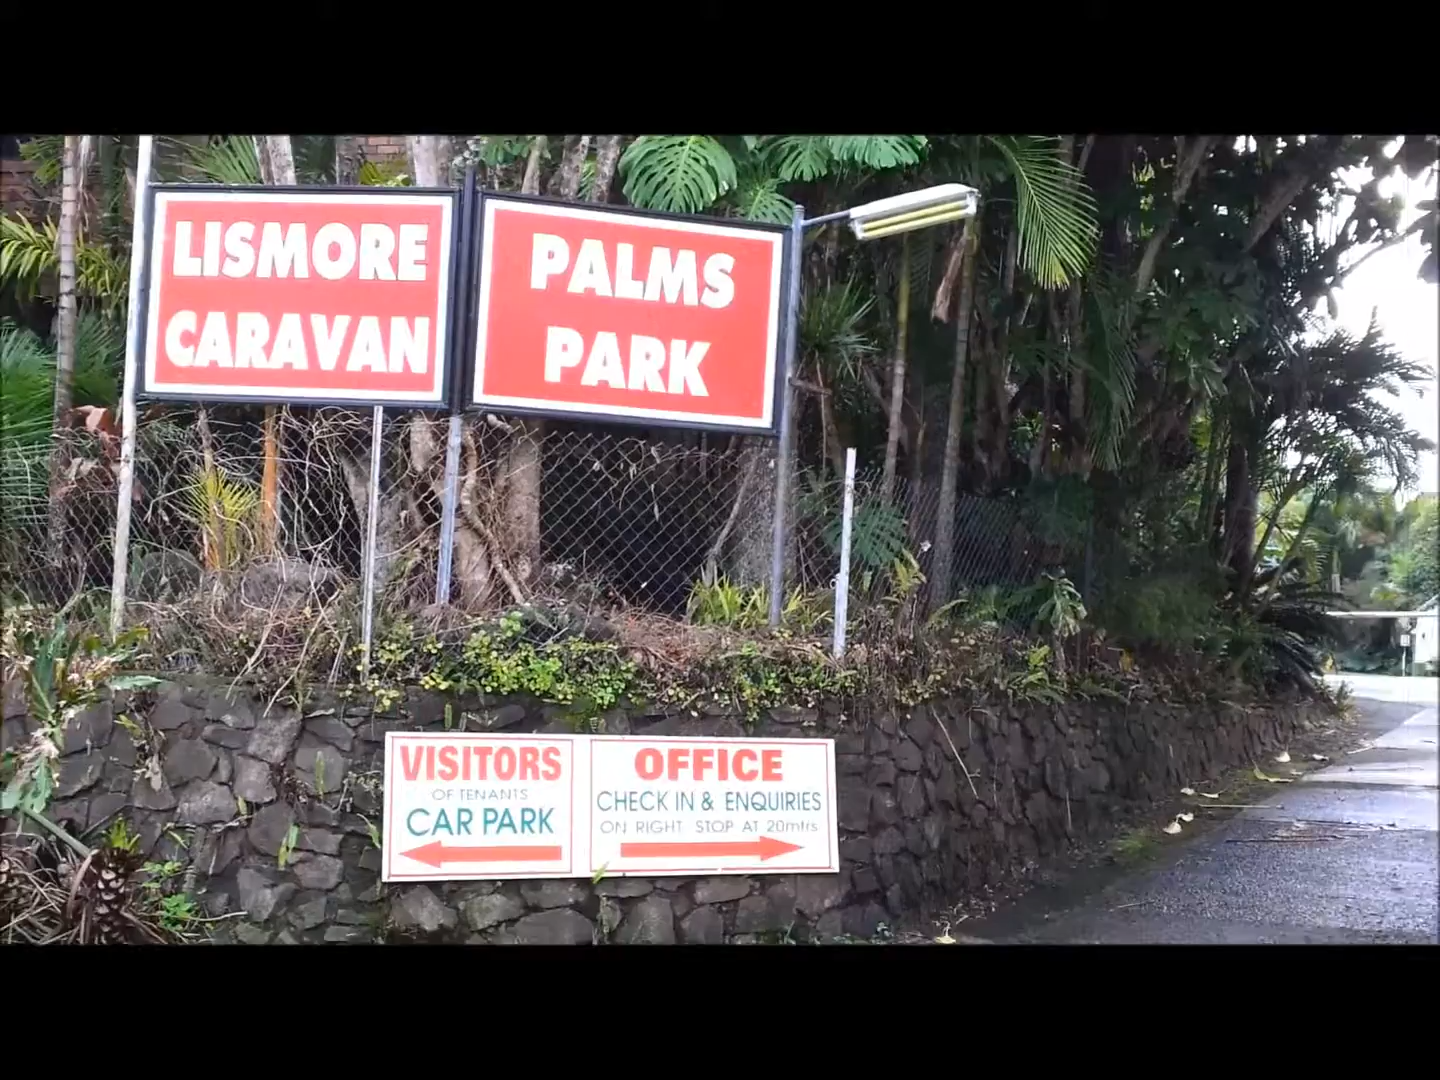 LISMORE
CARAVAN
PALMS
PARK
VISITORS
OF TENANTS
CAR PARK
OFFICE
CHECK IN & ENQUIRIES
ON RIGHT STOP AT 20mtrs